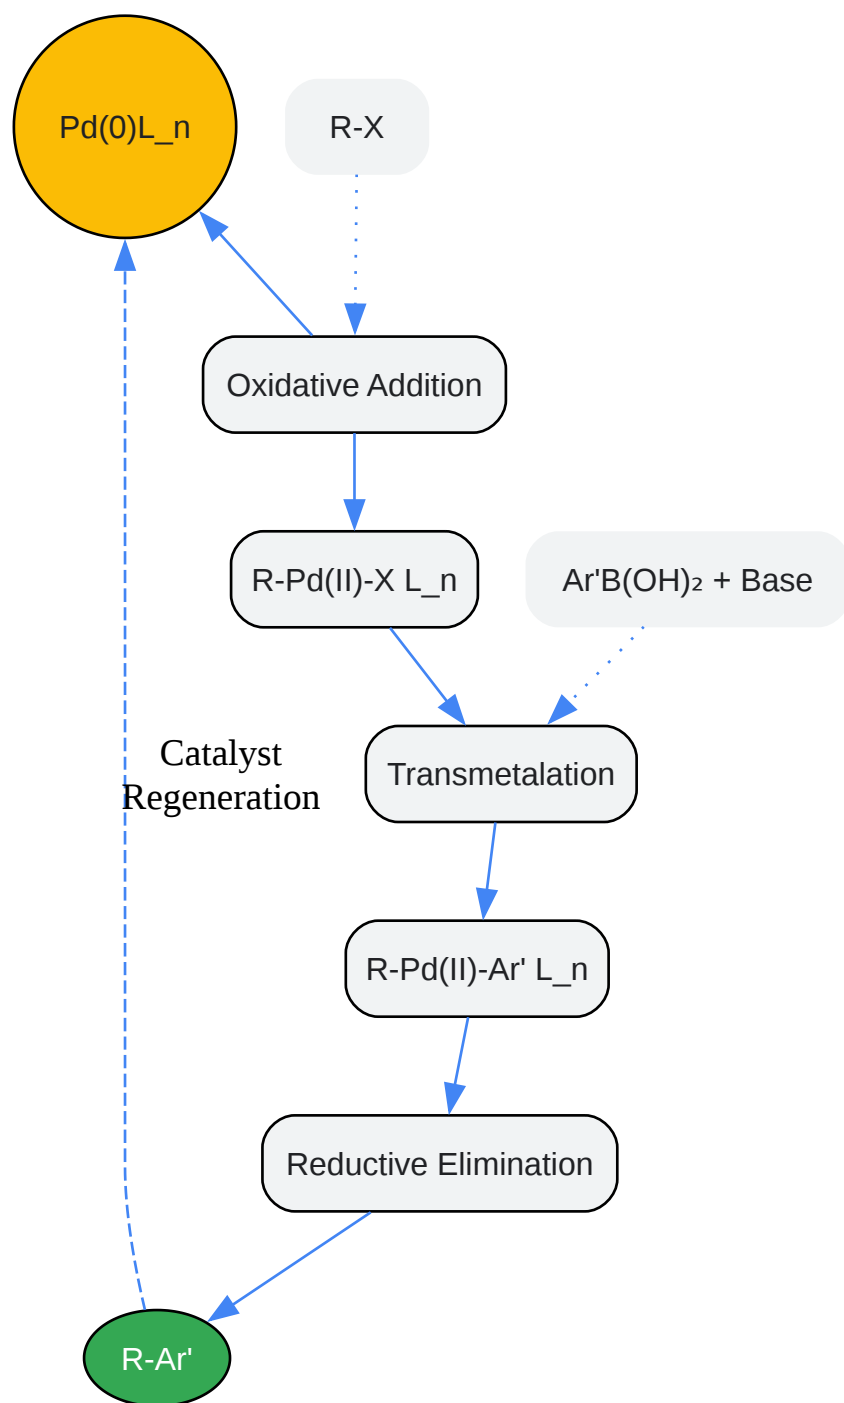 Pd(0)L_n
R-X
Oxidative Addition
R-Pd(II)-X L_n
Ar'B(OH)₂ + Base
Catalyst
Regeneration
Transmetalation
R-Pd(II)-Ar' L_n
Reductive Elimination
R-Ar'